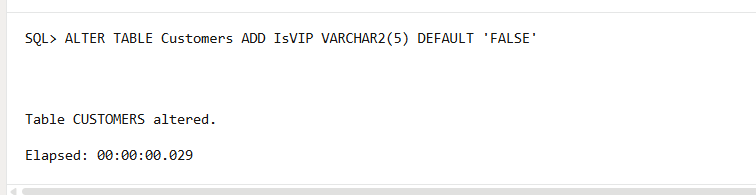 SQL> ALTER TABLE Customers ADD IsVIP VARCHAR2(5) DEFAULT 'FALSE'
Table CUSTOMERS altered.
Elapsed: 00:00:00.029